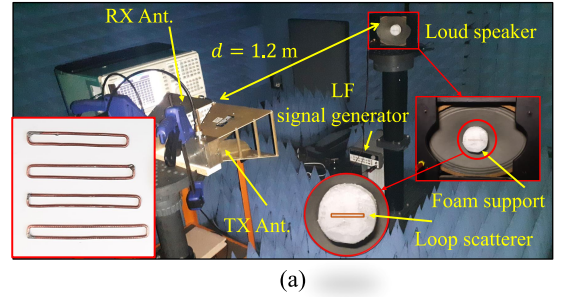 RX Ant.
Loud speaker
d = 1.2 m
LF
signal generator
Foam support
TX Ant.
Loop scatterer
(a)